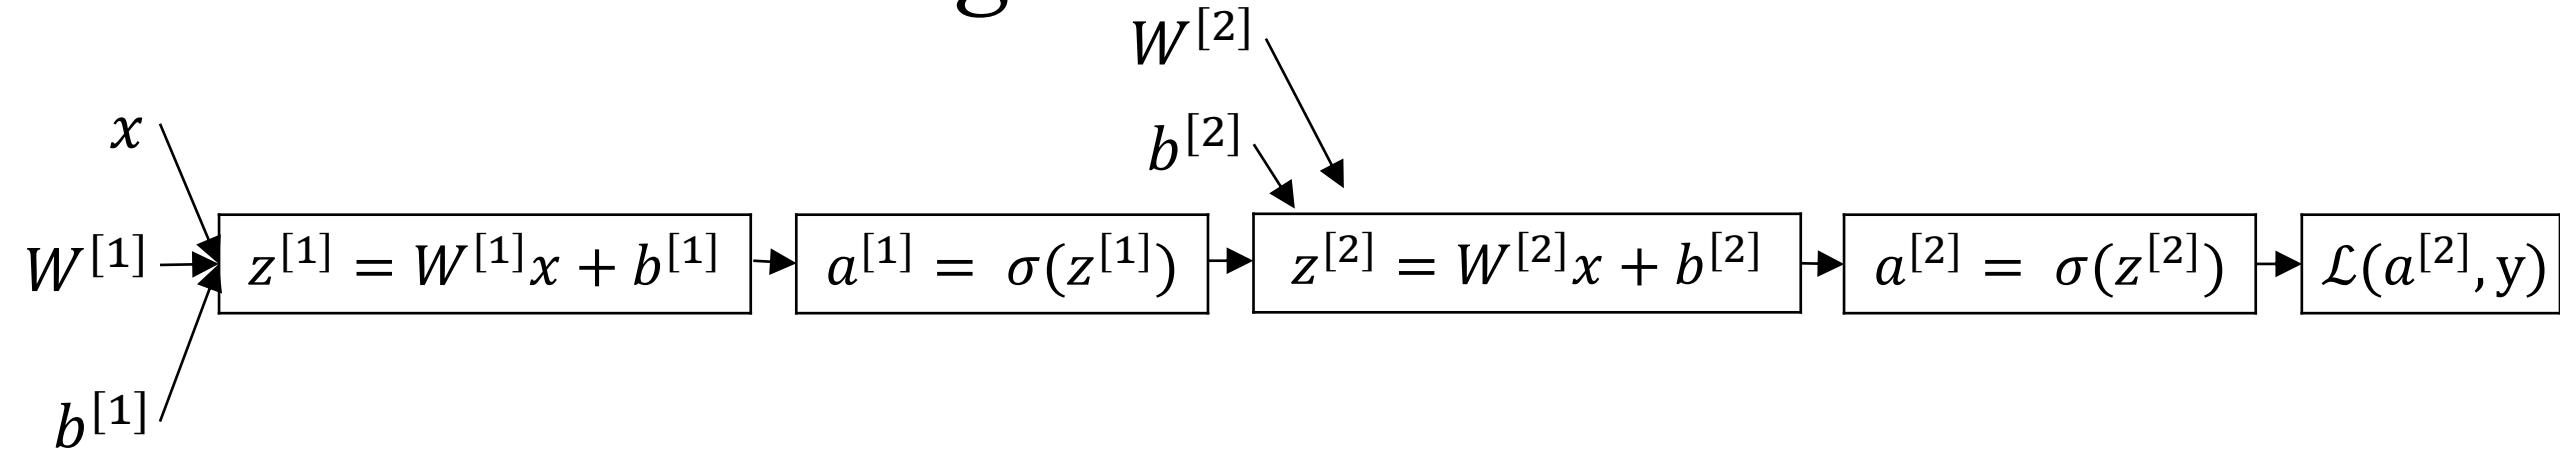 W^{[2]}
x
b^{[2]}
W^{[1]}
z^{[1]} = W^{[1]}x + b^{[1]}
a^{[1]} = σ(z^{[1]})
z^{[2]} = W^{[2]}x + b^{[2]}
a^{[2]} = σ(z^{[2]})
ℒ(a^{[2]}, y)
b^{[1]}